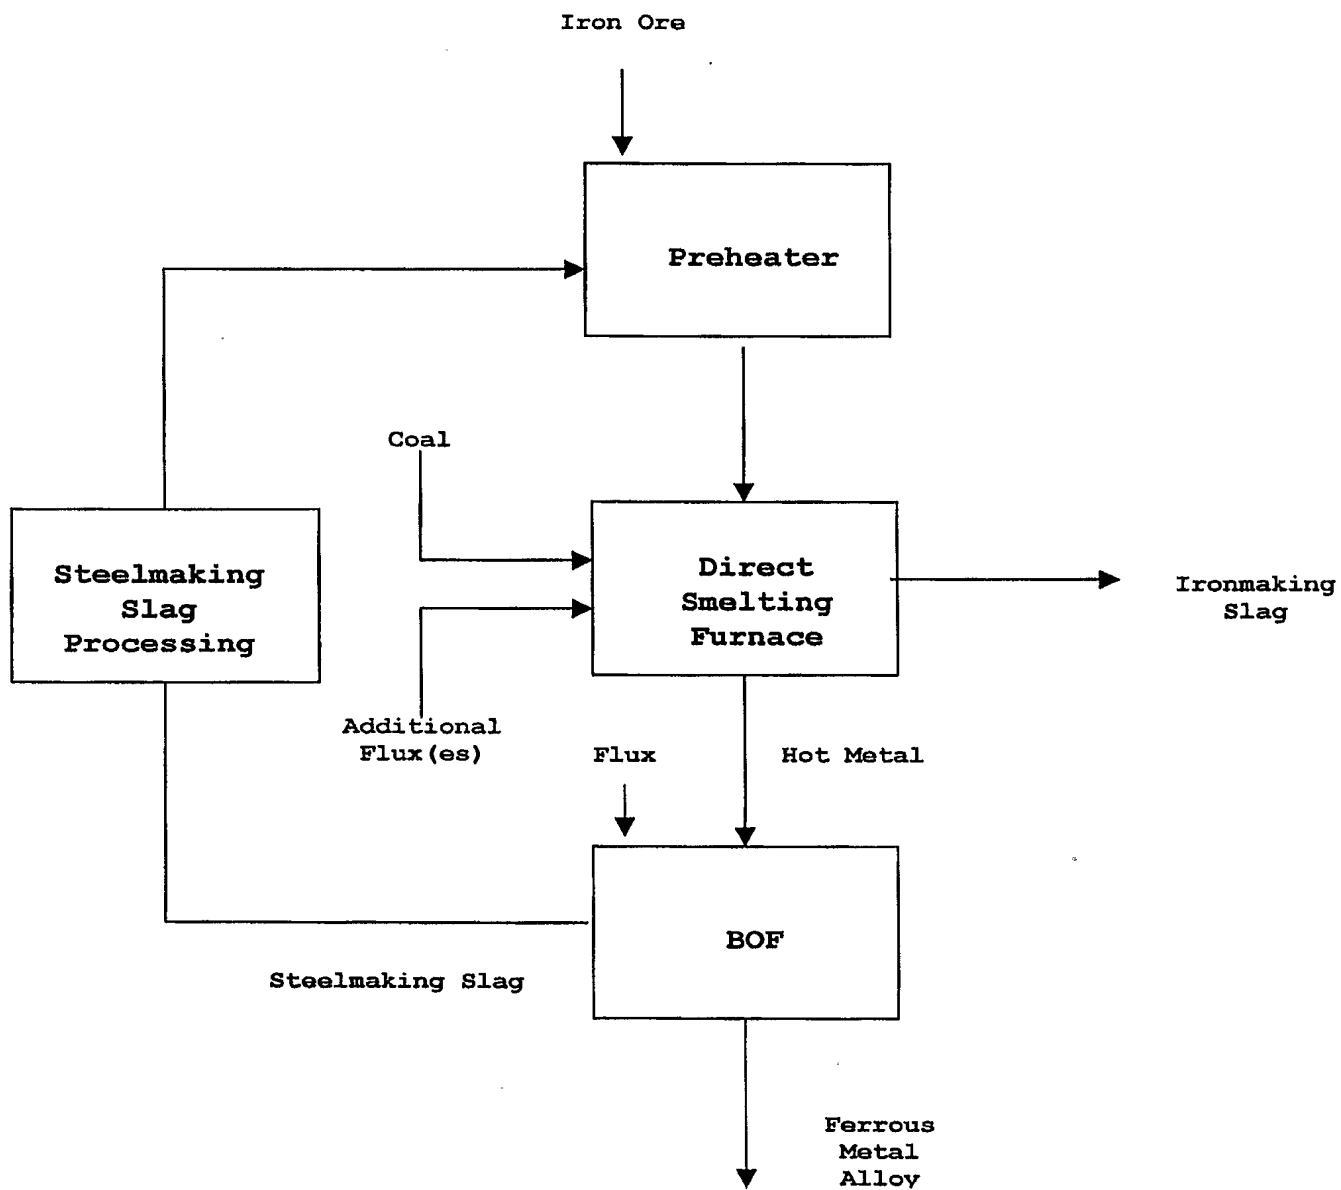 Iron Ore
Preheater
Coal
Steelmaking
Slag
Processing
Direct
Smelting
Furnace
Ironmaking
Slag
Additional
Flux(es)
Flux
Hot Metal
BOF
Steelmaking Slag
Ferrous
Metal
Alloy